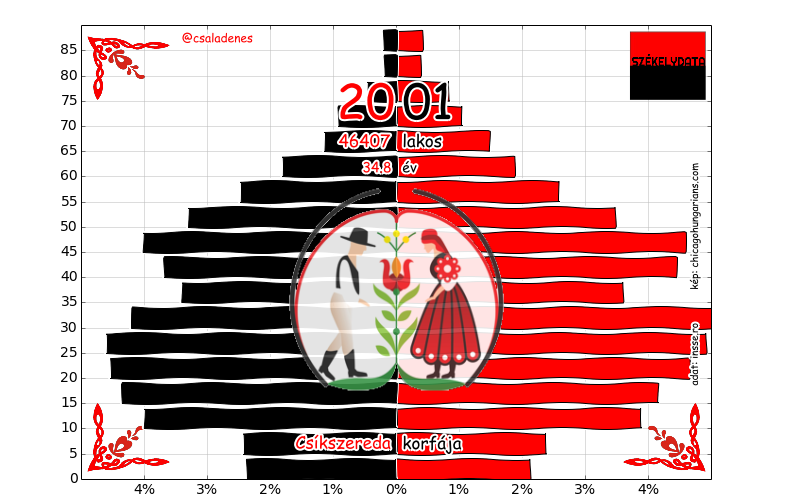 @csaladenes
SZÉKELYDATA
2001
46407 lakos
34.8 év
kép: chicagohungarians.com
adat: insse.ro
Csíkszereda korfája
85
80
75
70
65
60
55
50
45
40
35
30
25
20
15
10
5
0
4% 3% 2% 1% 0% 1% 2% 3% 4%